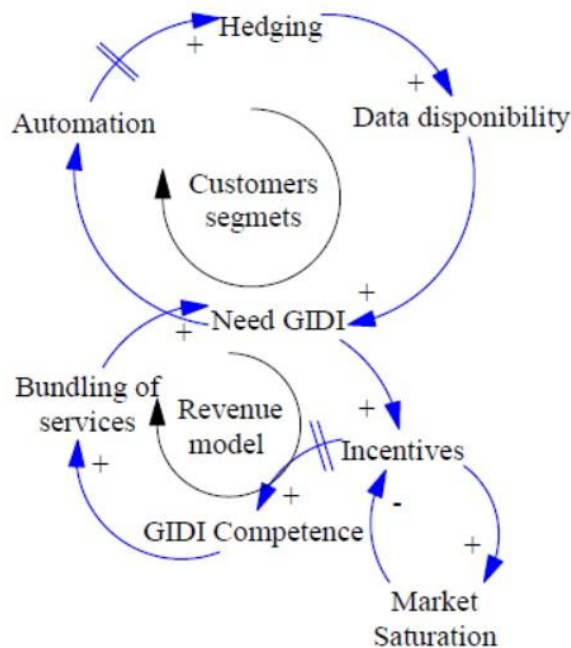 Hedging
+
+
Automation
Data disponibility
Customers
segmets
+
+
Need GIDI
Bundling of
services
Revenue
model
+
Incentives
+
+
-
GIDI Competence
+
Market
Saturation